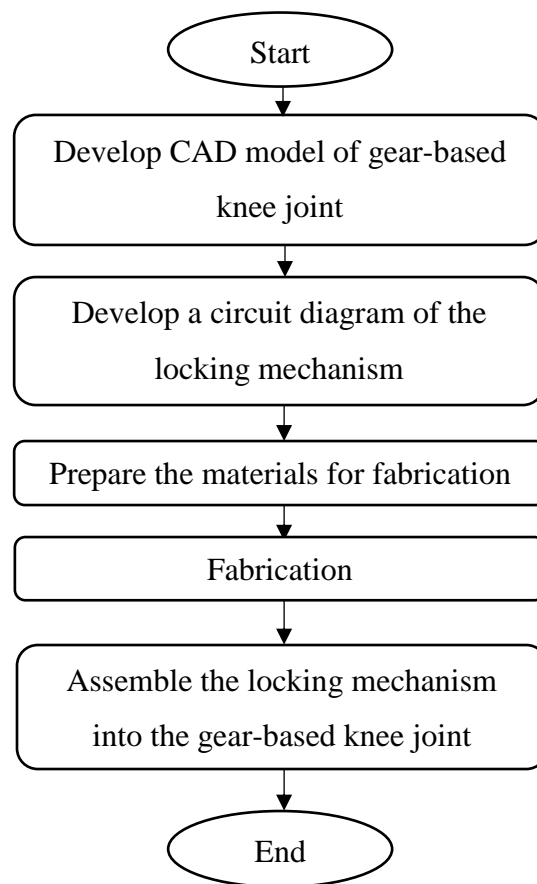 Start
Develop CAD model of gear-based
knee joint
Develop a circuit diagram of the
locking mechanism
Prepare the materials for fabrication
Fabrication
Assemble the locking mechanism
into the gear-based knee joint
End